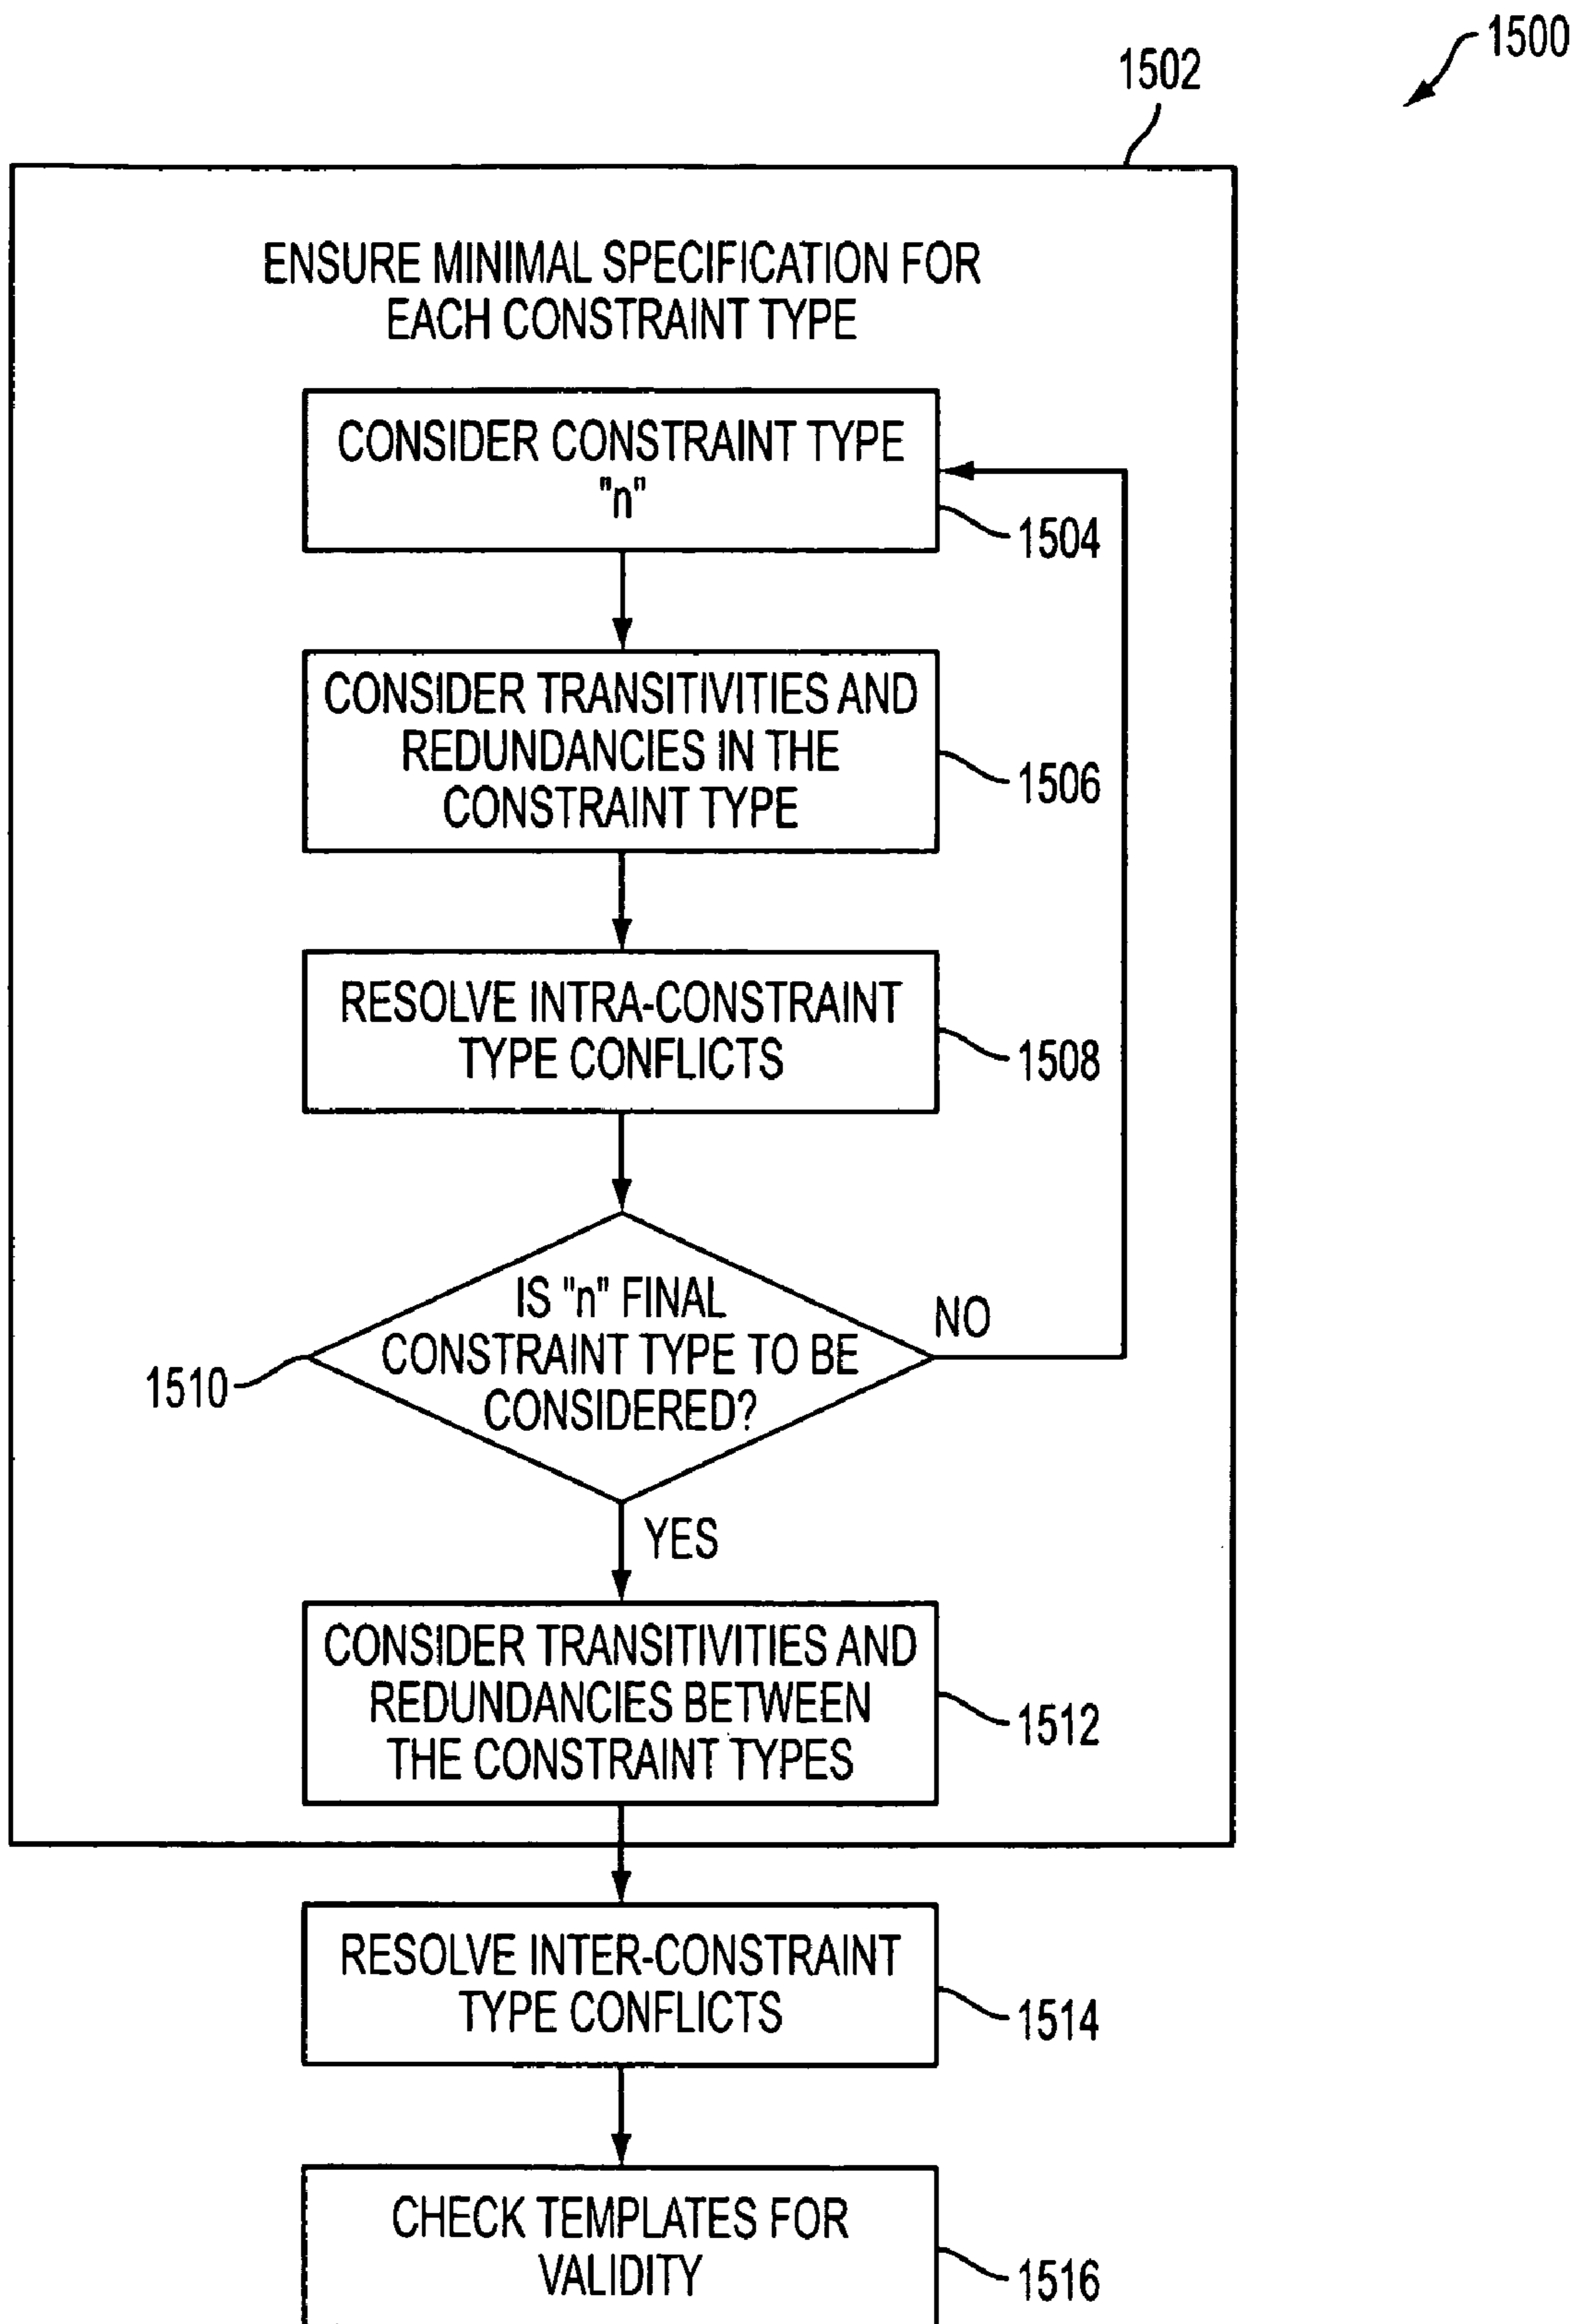 1500
1502
ENSURE MINIMAL SPECIFICATION FOR
EACH CONSTRAINT TYPE
CONSIDER CONSTRAINT TYPE
"n"
1504
CONSIDER TRANSITIVITIES AND
REDUNDANCIES IN THE
CONSTRAINT TYPE
1506
RESOLVE INTRA-CONSTRAINT
TYPE CONFLICTS
1508
IS "n" FINAL
CONSTRAINT TYPE TO BE
CONSIDERED?
NO
1510
YES
CONSIDER TRANSITIVITIES AND
REDUNDANCIES BETWEEN
THE CONSTRAINT TYPES
1512
RESOLVE INTER-CONSTRAINT
TYPE CONFLICTS
1514
CHECK TEMPLATES FOR
VALIDITY
1516